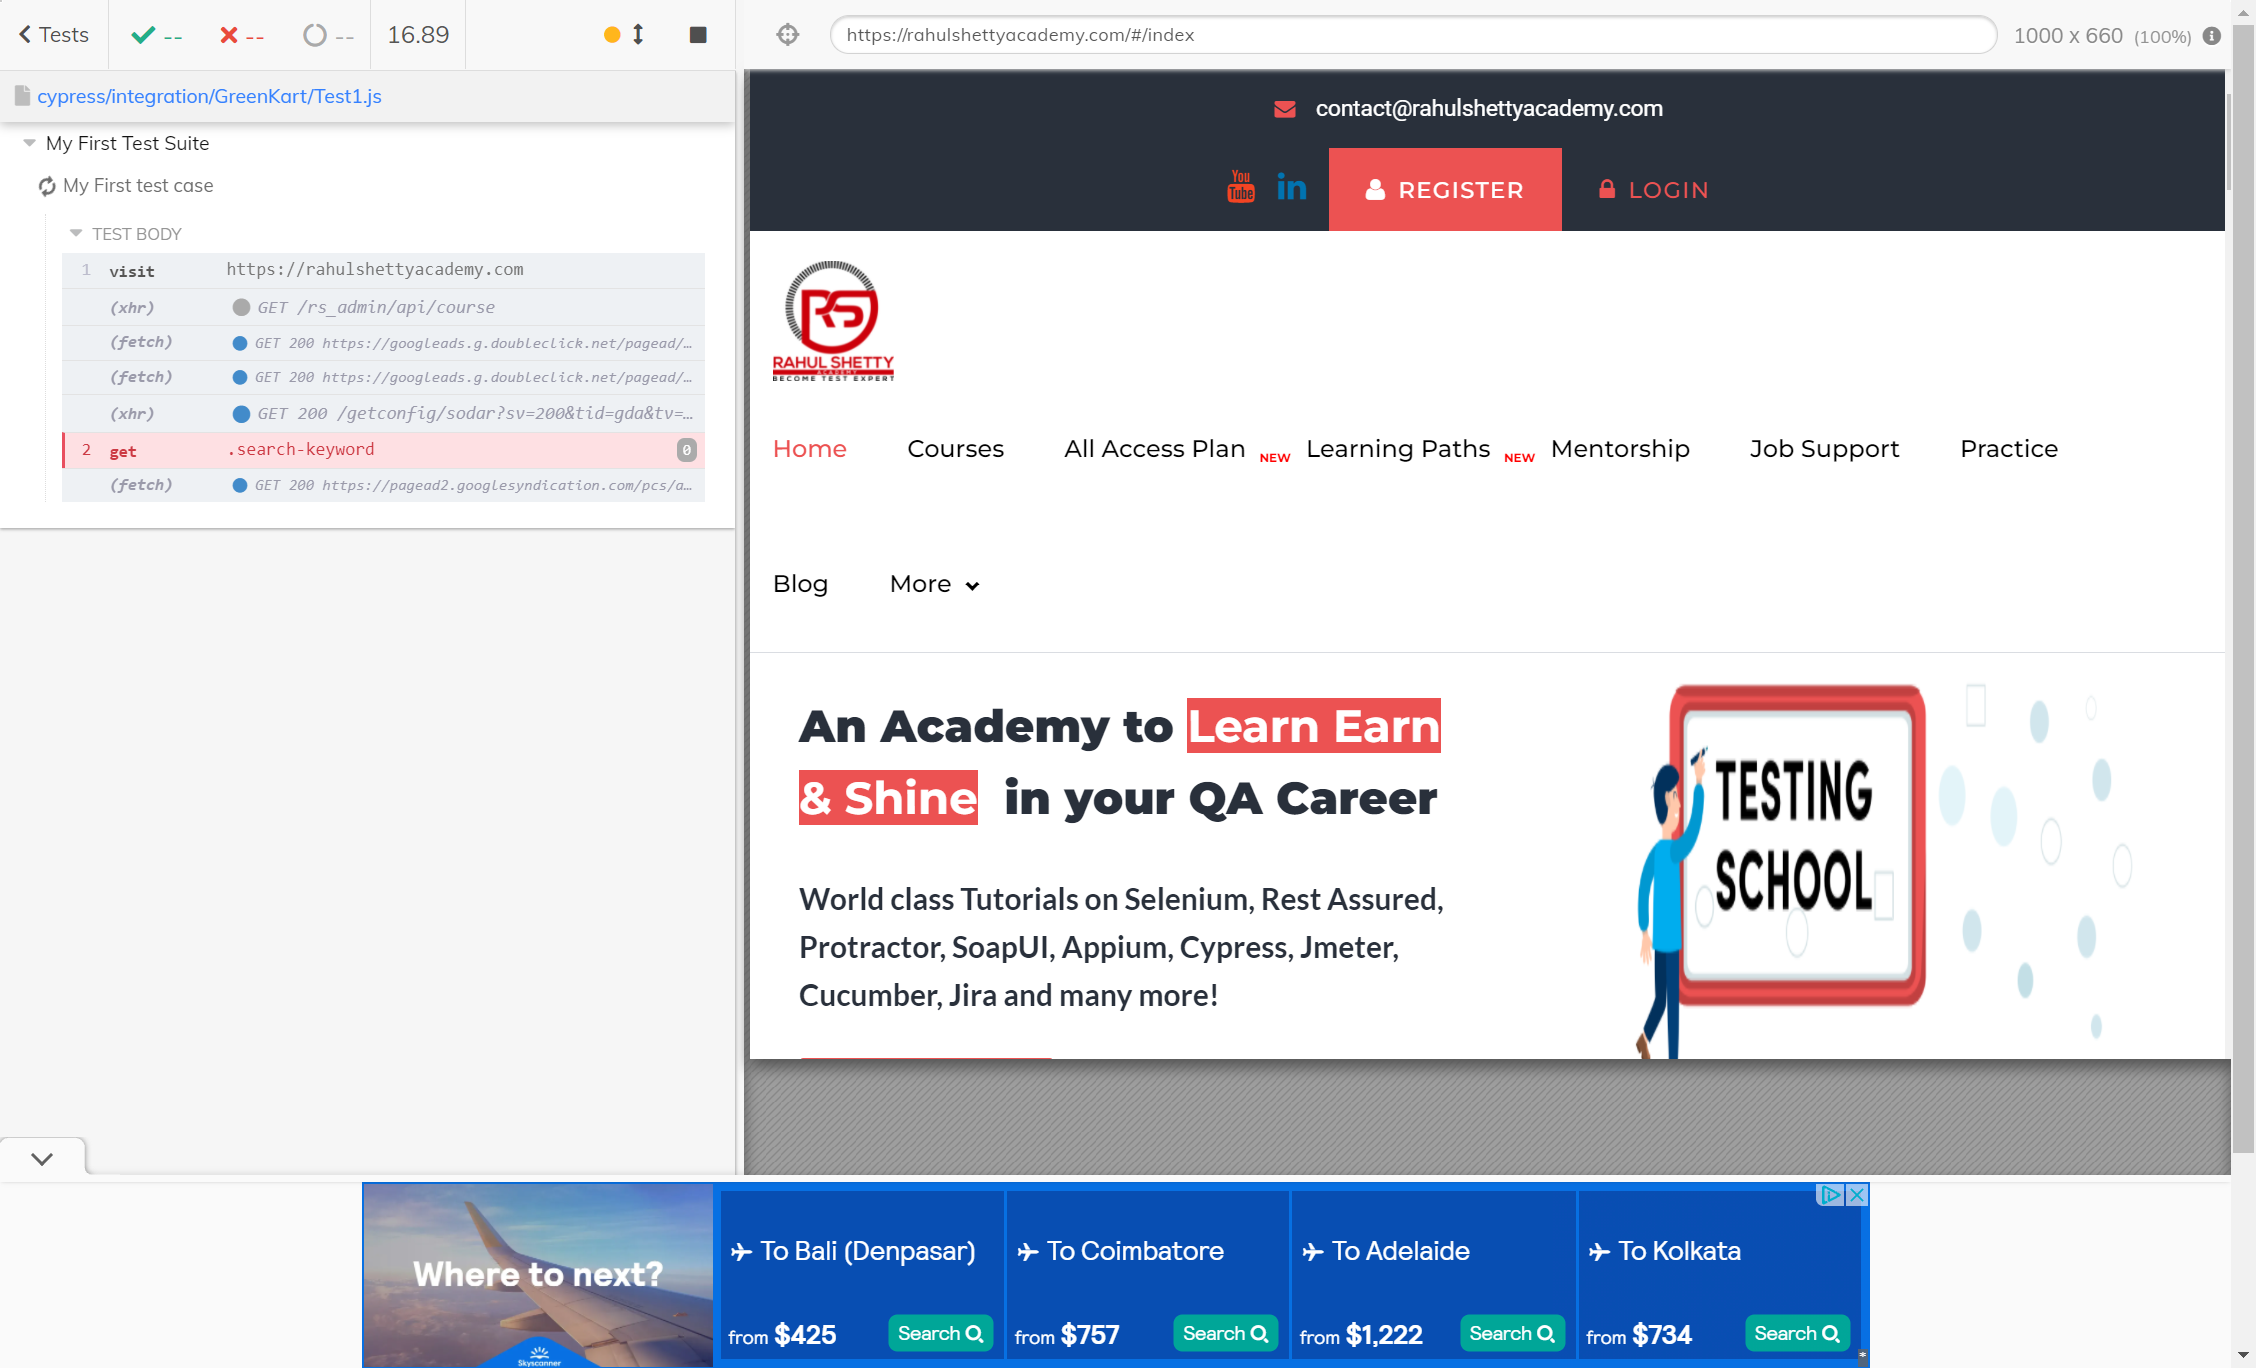 Tests
--
--
--
16.89
https://rahulshettyacademy.com/#/index
1000 x 660 (100%)
cypress/integration/GreenKart/Test1.js
My First Test Suite
My First test case
TEST BODY
1 visit https://rahulshettyacademy.com
(xhr) GET /rs_admin/api/course
(fetch) GET 200 https://googleads.g.doubleclick.net/pagead/…
(fetch) GET 200 https://googleads.g.doubleclick.net/pagead/…
(xhr) GET 200 /getconfig/sodar?sv=200&tid=gda&tv=…
2 get .search-keyword 0
(fetch) GET 200 https://pagead2.googlesyndication.com/pcs/a…
contact@rahulshettyacademy.com
You Tube in REGISTER LOGIN
RS
RAHUL SHETTY
ACADEMY
BECOME TEST EXPERT
Home Courses All Access Plan NEW Learning Paths NEW Mentorship Job Support Practice
Blog More
An Academy to Learn Earn
& Shine in your QA Career
World class Tutorials on Selenium, Rest Assured,
Protractor, SoapUI, Appium, Cypress, Jmeter,
Cucumber, Jira and many more!
TESTING
SCHOOL
Where to next?
Skyscanner
To Bali (Denpasar)
from $425 Search
To Coimbatore
from $757 Search
To Adelaide
from $1,222 Search
To Kolkata
from $734 Search